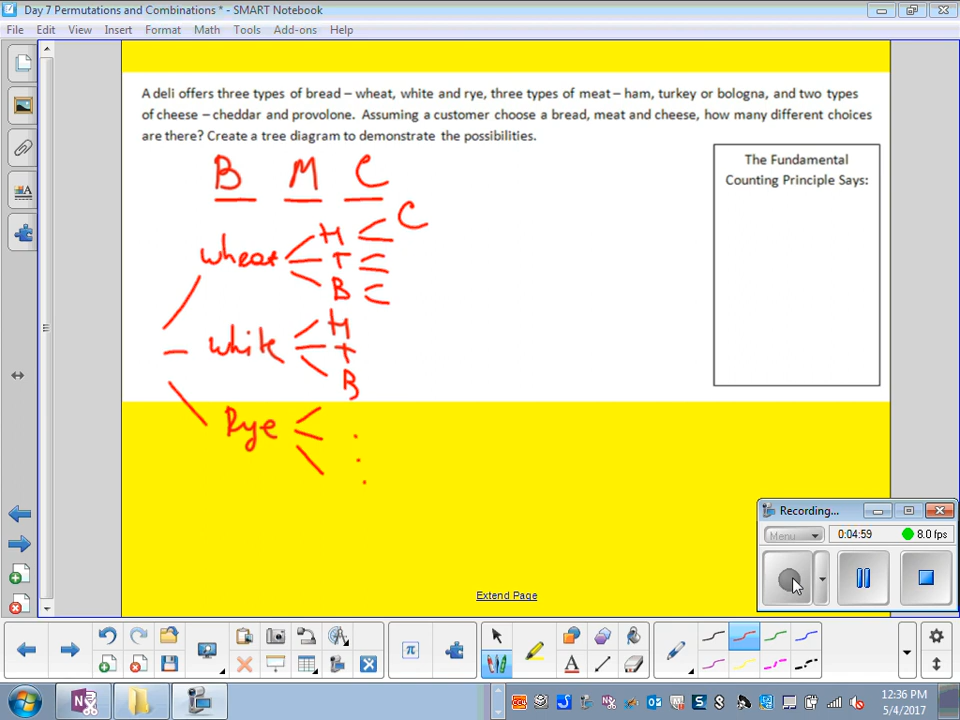 Day 7 Permutations and Combinations * - SMART Notebook
File Edit View Insert Format Math Tools Add-ons Help
A deli offers three types of bread – wheat, white and rye, three types of meat – ham, turkey or bologna, and two types
of cheese – cheddar and provolone. Assuming a customer choose a bread, meat and cheese, how many different choices
are there? Create a tree diagram to demonstrate the possibilities.
The Fundamental
Counting Principle Says:
B M C
C
wheat H
T
B
white H
T
B
Rye
Recording...
Menu 0:04:59 8.0 fps
Extend Page
12:36 PM
5/4/2017